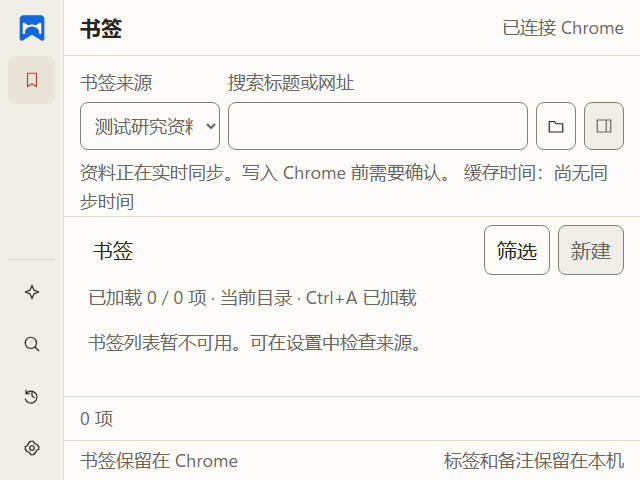 书签
已连接 Chrome
书签来源
搜索标题或网址
测试研究资料
资料正在实时同步。写入 Chrome 前需要确认。 缓存时间：尚无同
步时间
书签
筛选
新建
已加载 0 / 0 项 · 当前目录 · Ctrl+A 已加载
书签列表暂不可用。可在设置中检查来源。
0 项
书签保留在 Chrome
标签和备注保留在本机